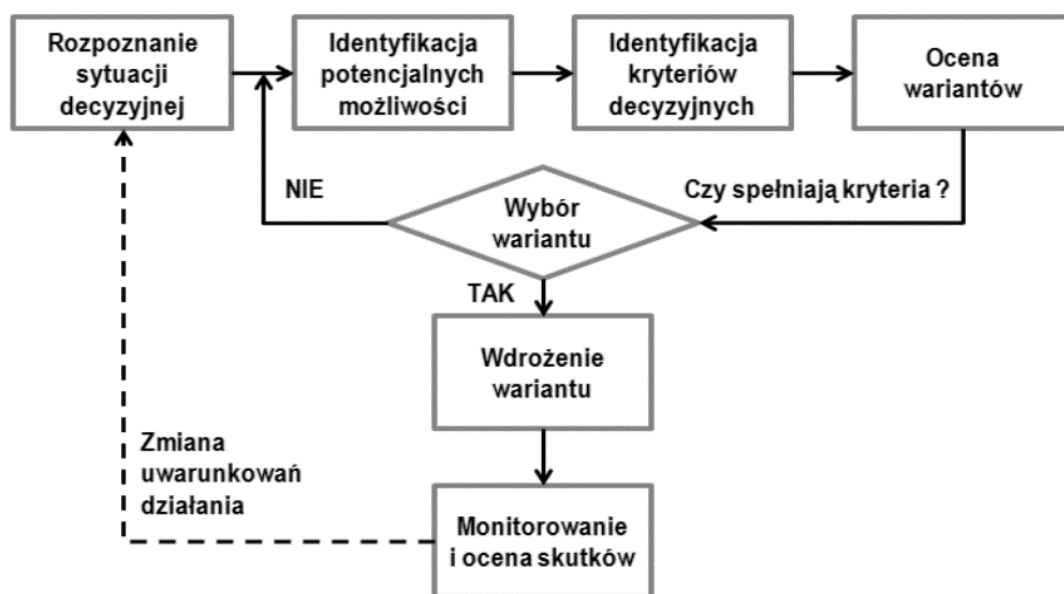 Rozpoznanie
sytuacji
decyzyjnej
Identyfikacja
potencjalnych
możliwości
Identyfikacja
kryteriów
decyzyjnych
Ocena
wariantów
NIE
Czy spełniają kryteria ?
Wybór
wariantu
TAK
Wdrożenie
wariantu
Zmiana
uwarunkowań
działania
Monitorowanie
i ocena skutków